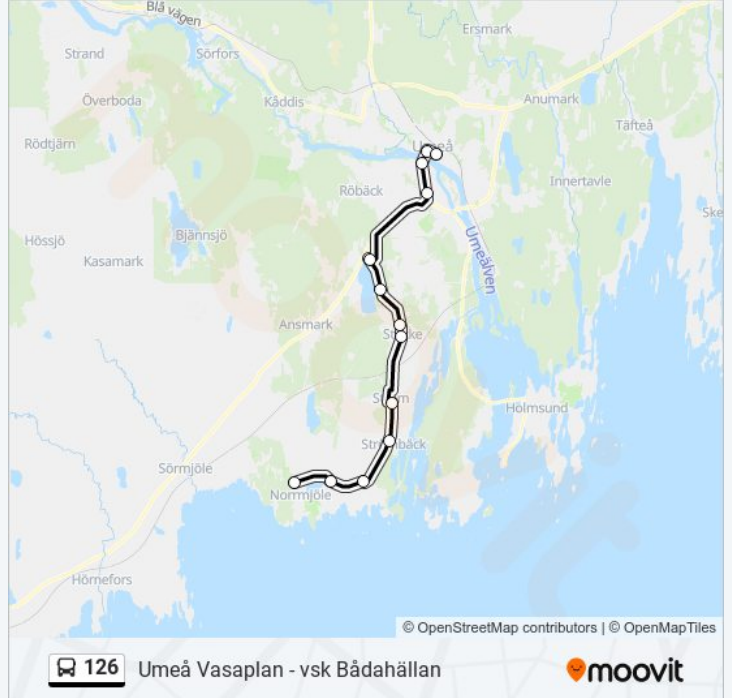 Blå vägen
Ersmark
Strand
Sörfors
Överboda
Kåddis
Anumark
Täfteå
Rödtjärn
Umeå
Röbäck
Innertavle
Hössjö
Bjännsjö
Umeälven
Kasamark
Ansmark
Holmsund
Sörmjöle
Norrmjöle
Hörnefors
© OpenStreetMap contributors | © OpenMapTiles
126 Umeå Vasaplan - vsk Bådahällan
moovit